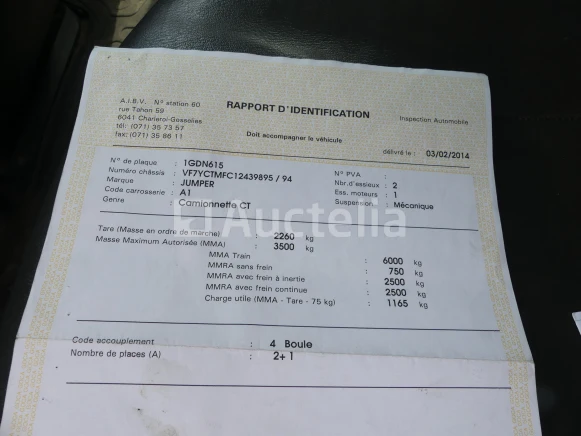 A.I.B.V. N° station 60
rue Tahon 59
6041 Charleroi-Gosselies
tél: (071) 35 73 57
fax: (071) 35 86 11
RAPPORT D'IDENTIFICATION
Inspection Automobile
Doit accompagner le véhicule
délivré le : 03/02/2014
N° de plaque : 1GDN615
Numéro châssis : VF7YCTMFC12439895 / 94
Marque : JUMPER
Code carrosserie : A1
Genre : Camionnette CT
N° PVA :
Nbr.d'essieux : 2
Ess. moteurs : 1
Suspension : Mécanique
Auctelia
Tare (Masse en ordre de marche) : 2260 kg
Masse Maximum Autorisée (MMA) : 3500 kg
MMA Train : 6000 kg
MMRA sans frein : 750 kg
MMRA avec frein à inertie : 2500 kg
MMRA avec frein continue : 2500 kg
Charge utile (MMA - Tare - 75 kg) : 1165 kg
Code accouplement : 4 Boule
Nombre de places (A) : 2+1